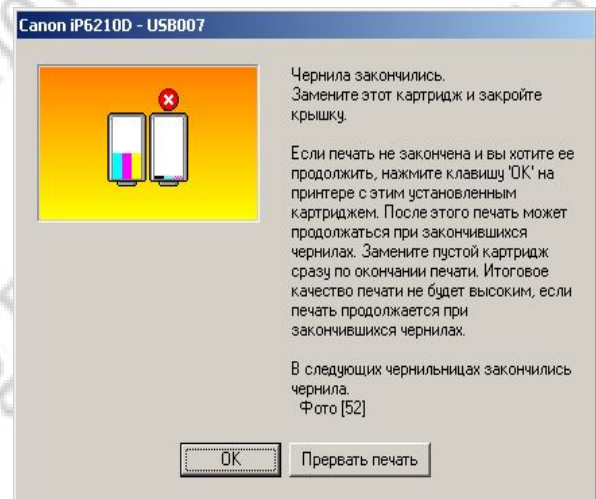 Canon iP6210D - USB007
Чернила закончились.
Замените этот картридж и закройте
крышку.
Если печать не закончена и вы хотите ее
продолжить, нажмите клавишу 'OK' на
принтере с этим установленным
картриджем. После этого печать может
продолжаться при закончившихся
чернилах. Замените пустой картридж
сразу по окончании печати. Итоговое
качество печати не будет высоким, если
печать продолжается при
закончившихся чернилах.
В следующих чернильницах закончились
чернила.
Фото [52]
OK
Прервать печать